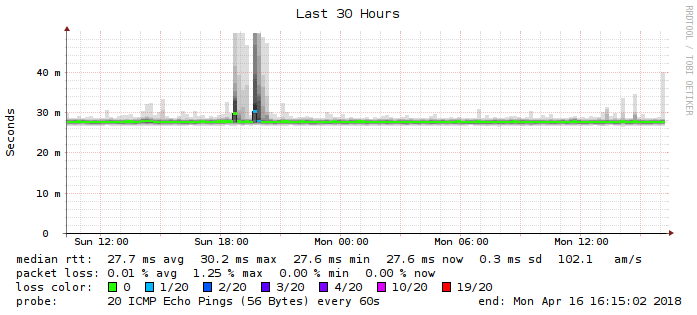 Last 30 Hours
RRDTOOL / TOBI OETIKER
Seconds
40 m
30 m
20 m
10 m
0
Sun 12:00 Sun 18:00 Mon 00:00 Mon 06:00 Mon 12:00
median rtt: 27.7 ms avg 30.2 ms max 27.6 ms min 27.6 ms now 0.3 ms sd 102.1 am/s
packet loss: 0.01 % avg 1.25 % max 0.00 % min 0.00 % now
loss color: 0 1/20 2/20 3/20 4/20 10/20 19/20
probe: 20 ICMP Echo Pings (56 Bytes) every 60s end: Mon Apr 16 16:15:02 2018